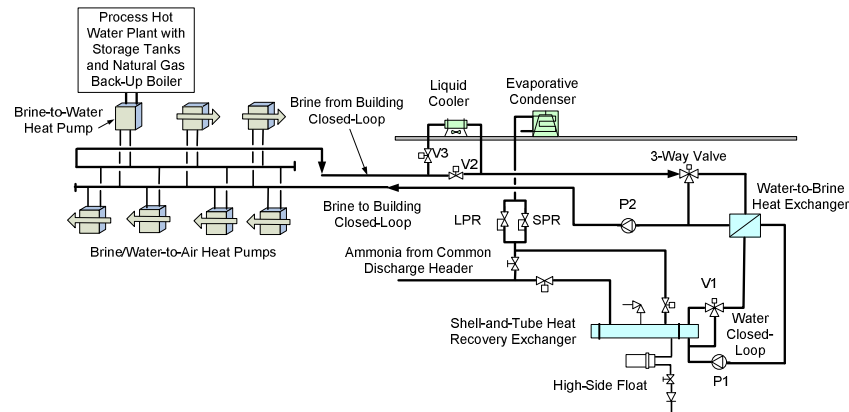 Process Hot
Water Plant with
Storage Tanks
and Natural Gas
Back-Up Boiler
Brine-to-Water
Heat Pump
Brine from Building
Closed-Loop
Liquid
Cooler
Evaporative
Condenser
V3
V2
3-Way Valve
Water-to-Brine
Heat Exchanger
Brine to Building
Closed-Loop
LPR
SPR
P2
Brine/Water-to-Air Heat Pumps
Ammonia from Common
Discharge Header
V1
Water
Closed-
Loop
Shell-and-Tube Heat
Recovery Exchanger
P1
High-Side Float